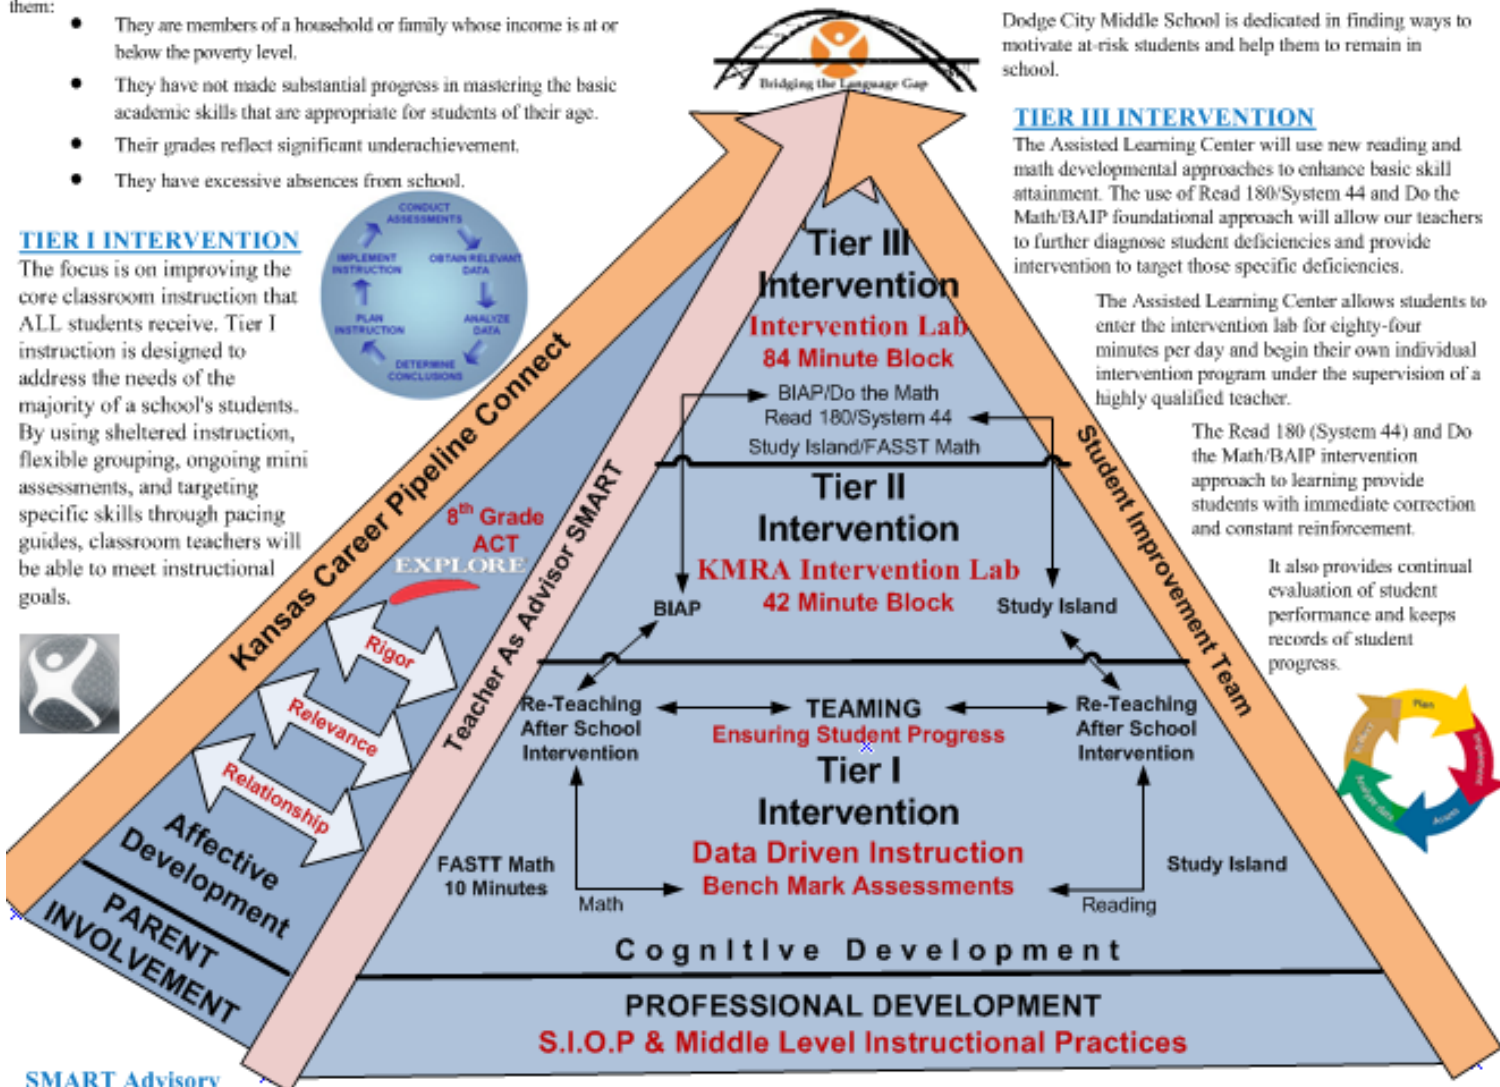 them:
● They are members of a household or family whose income is at or
below the poverty level.
● They have not made substantial progress in mastering the basic
academic skills that are appropriate for students of their age.
● Their grades reflect significant underachievement.
● They have excessive absences from school.
TIER I INTERVENTION
The focus is on improving the
core classroom instruction that
ALL students receive. Tier I
instruction is designed to
address the needs of the
majority of a school's students.
By using sheltered instruction,
flexible grouping, ongoing mini
assessments, and targeting
specific skills through pacing
guides, classroom teachers will
be able to meet instructional
goals.
CONDUCT
ASSESSMENTS
OBTAIN RELEVANT
DATA
ANALYZE
DATA
DETERMINE
CONCLUSIONS
PLAN
INSTRUCTION
IMPLEMENT
INSTRUCTION
Bridging the Language Gap
Dodge City Middle School is dedicated in finding ways to
motivate at-risk students and help them to remain in
school.
TIER III INTERVENTION
The Assisted Learning Center will use new reading and
math developmental approaches to enhance basic skill
attainment. The use of Read 180/System 44 and Do the
Math/BAIP foundational approach will allow our teachers
to further diagnose student deficiencies and provide
intervention to target those specific deficiencies.
The Assisted Learning Center allows students to
enter the intervention lab for eighty-four
minutes per day and begin their own individual
intervention program under the supervision of a
highly qualified teacher.
The Read 180 (System 44) and Do
the Math/BAIP intervention
approach to learning provide
students with immediate correction
and constant reinforcement.
It also provides continual
evaluation of student
performance and keeps
records of student
progress.
Kansas Career Pipeline Connect
Teacher As Advisor SMART
Student Improvement Team
8th Grade
ACT
EXPLORE
Rigor
Relevance
Relationship
Affective
Development
PARENT
INVOLVEMENT
Tier III
Intervention
Intervention Lab
84 Minute Block
BIAP/Do the Math
Read 180/System 44
Study Island/FASST Math
Tier II
Intervention
KMRA Intervention Lab
42 Minute Block
BIAP
Study Island
Re-Teaching
After School
Intervention
TEAMING
Ensuring Student Progress
Re-Teaching
After School
Intervention
Tier I
Intervention
Data Driven Instruction
Bench Mark Assessments
FASTT Math
10 Minutes
Math
Study Island
Reading
CognItIve Development
PROFESSIONAL DEVELOPMENT
S.I.O.P & Middle Level Instructional Practices
Plan
Implement
Assess
Analyze data
SMART Advisory